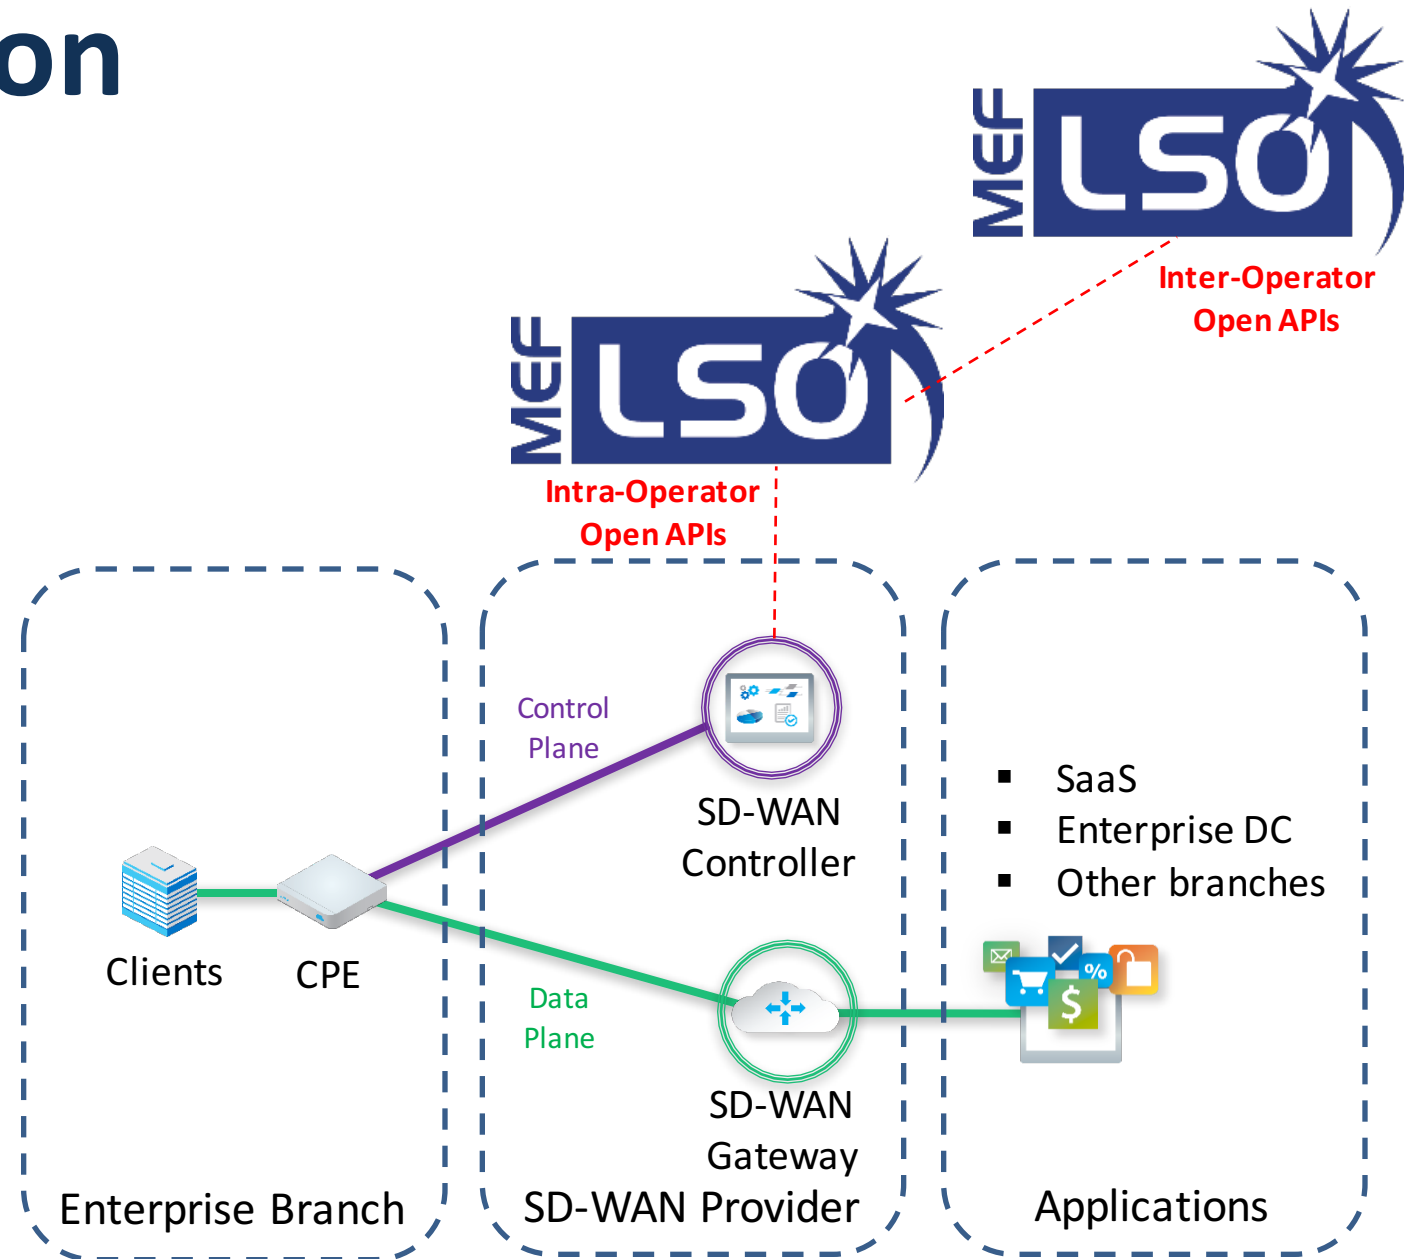 on
MEF
LSO
Inter-Operator
Open APIs
MEF
LSO
Intra-Operator
Open APIs
Control
Plane
SD-WAN
Controller
▪ SaaS
▪ Enterprise DC
▪ Other branches
Clients
CPE
Data
Plane
%
$
SD-WAN
Gateway
Enterprise Branch
SD-WAN Provider
Applications